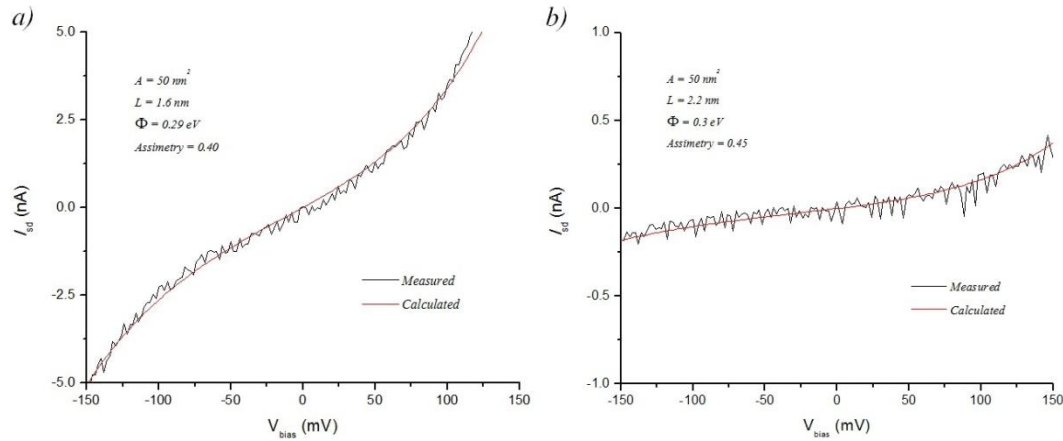 a)
5.0
2.5
0.0
-2.5
-5.0
I_sd (nA)
A = 50 nm²
L = 1.6 nm
Φ = 0.29 eV
Assimetry = 0.40
Measured
Calculated
-150 -100 -50 0 50 100 150
V_bias (mV)
b)
1.0
0.5
0.0
-0.5
-1.0
I_sd (nA)
A = 50 nm²
L = 2.2 nm
Φ = 0.3 eV
Assimetry = 0.45
Measured
Calculated
-150 -100 -50 0 50 100 150
V_bias (mV)